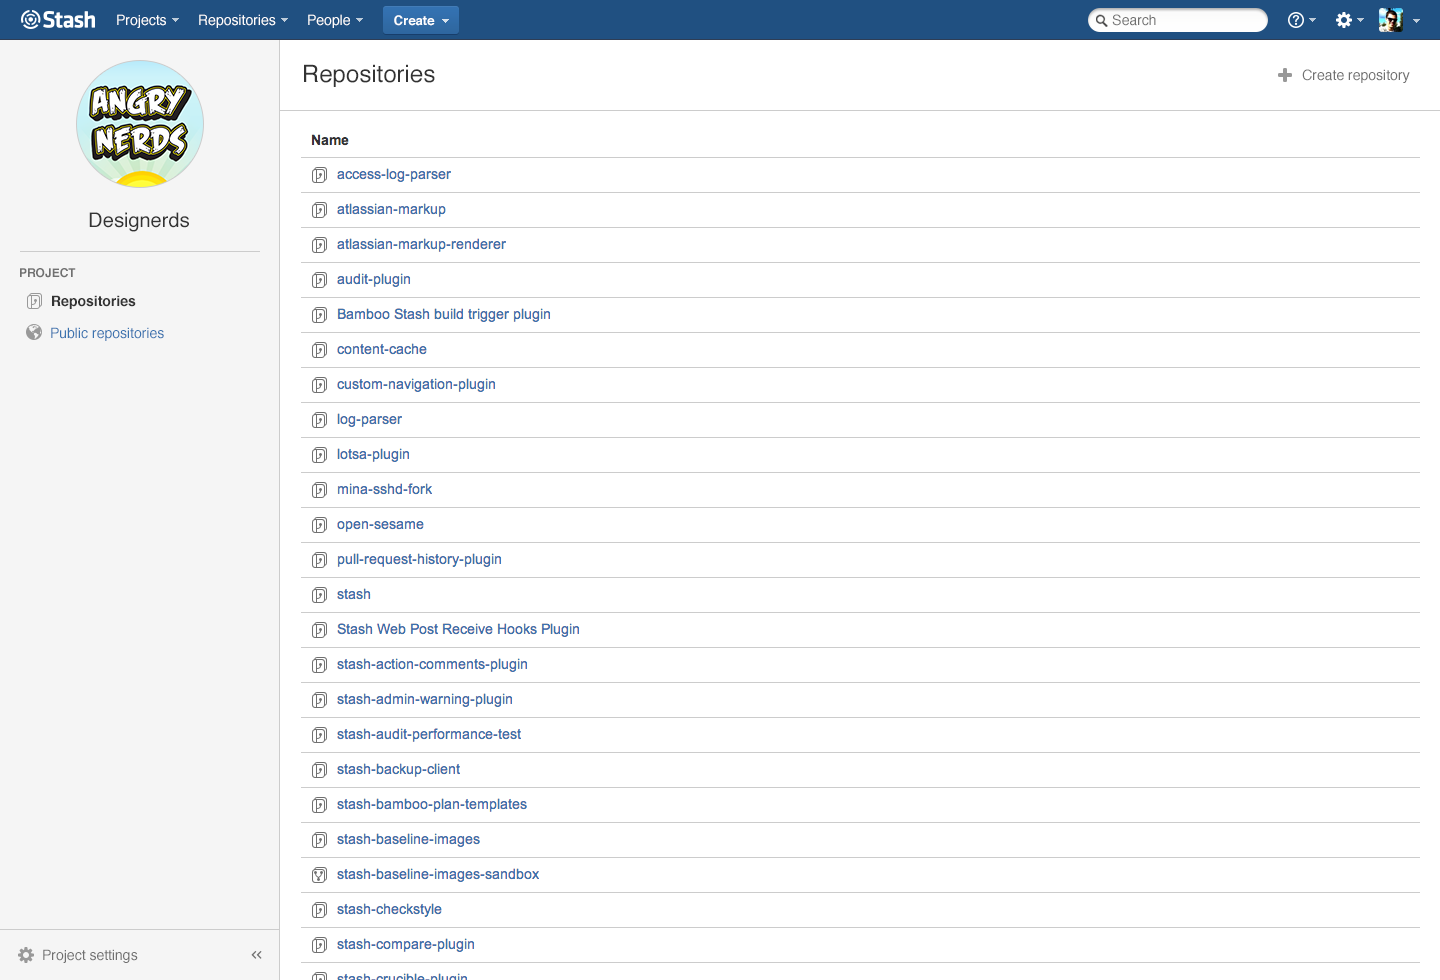 Stash Projects Repositories People Create Search
ANGRY
NERDS
Designerds
PROJECT
Repositories
Public repositories
Project settings
Repositories
Create repository
Name
access-log-parser
atlassian-markup
atlassian-markup-renderer
audit-plugin
Bamboo Stash build trigger plugin
content-cache
custom-navigation-plugin
log-parser
lotsa-plugin
mina-sshd-fork
open-sesame
pull-request-history-plugin
stash
Stash Web Post Receive Hooks Plugin
stash-action-comments-plugin
stash-admin-warning-plugin
stash-audit-performance-test
stash-backup-client
stash-bamboo-plan-templates
stash-baseline-images
stash-baseline-images-sandbox
stash-checkstyle
stash-compare-plugin
stash-crucible-plugin